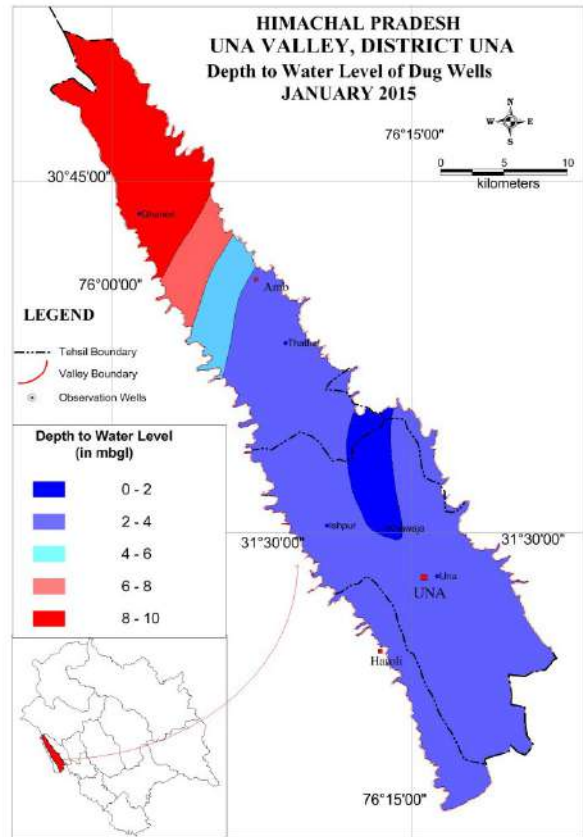 HIMACHAL PRADESH
UNA VALLEY, DISTRICT UNA
Depth to Water Level of Dug Wells
JANUARY 2015
N
W E
S
76°15'00"
0 5 10
kilometers
30°45'00"
76°00'00"
Amb
LEGEND
Tehsil Boundary
Valley Boundary
Observation Wells
Depth to Water Level
(in mbgl)
0 - 2
2 - 4
4 - 6
6 - 8
8 - 10
Ishpur
31°30'00"
31°30'00"
Una
UNA
Haroli
76°15'00"